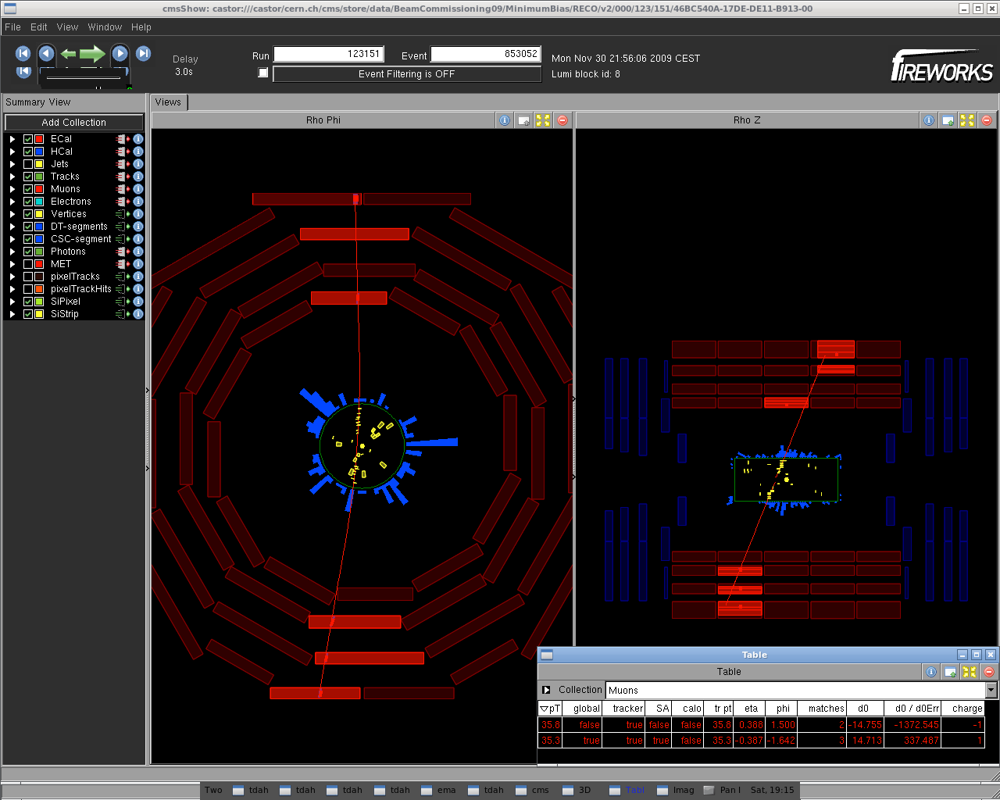 cmsShow: castor:///castor/cern.ch/cms/store/data/BeamCommissioning09/MinimumBias/RECO/v2/000/123/151/46BC540A-17DE-DE11-B913-00
File Edit View Window Help
Delay
3.0s
Run 123151 Event 853052
Event Filtering is OFF
Mon Nov 30 21:56:06 2009 CEST
Lumi block id: 8
FIREWORKS
Summary View
Add Collection
ECal
HCal
Jets
Tracks
Muons
Electrons
Vertices
DT-segments
CSC-segment
Photons
MET
pixelTracks
pixelTrackHits
SiPixel
SiStrip
Views
Rho Phi
Rho Z
Table
Table
Collection Muons
pT global tracker SA calo tr pt eta phi matches d0 d0 / d0Err charge
35.8 false true false false 35.8 0.388 1.500 2 -14.755 -1372.545 -1
35.3 true true true false 35.3 -0.387 -1.642 3 14.713 337.487 1
Two tdah tdah tdah tdah ema tdah cms 3D Tabl Imag Pan I Sat, 19:15